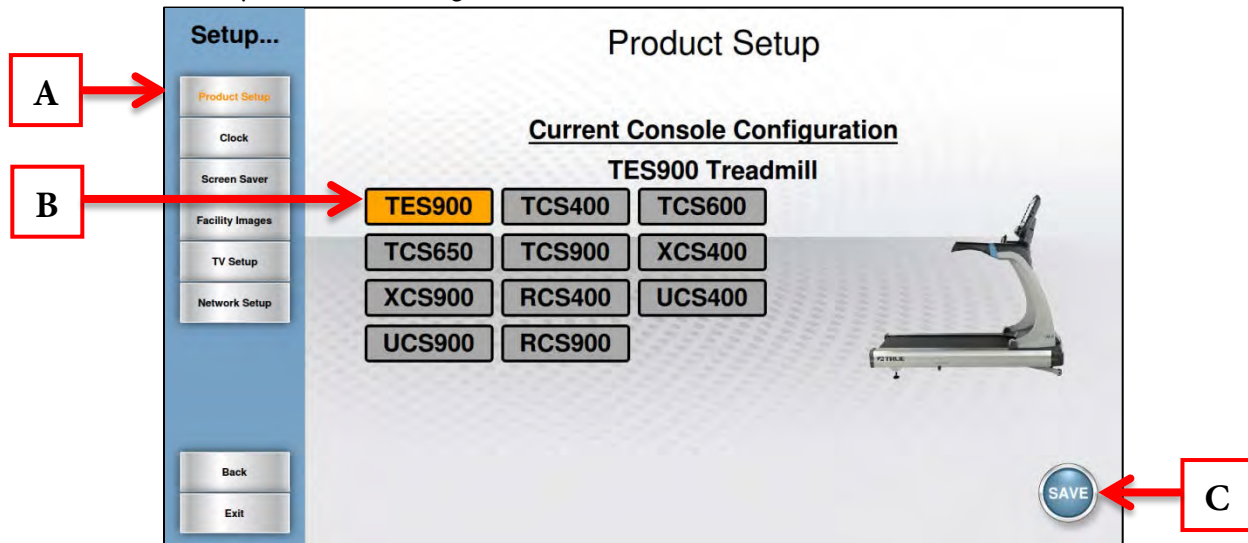 Setup...
Product Setup
A
Product Setup
Clock
Current Console Configuration
Screen Saver
TES900 Treadmill
B
TES900 TCS400 TCS600
Facility Images
TCS650 TCS900 XCS400
TV Setup
XCS900 RCS400 UCS400
Network Setup
UCS900 RCS900
TRUE
Back
SAVE
C
Exit